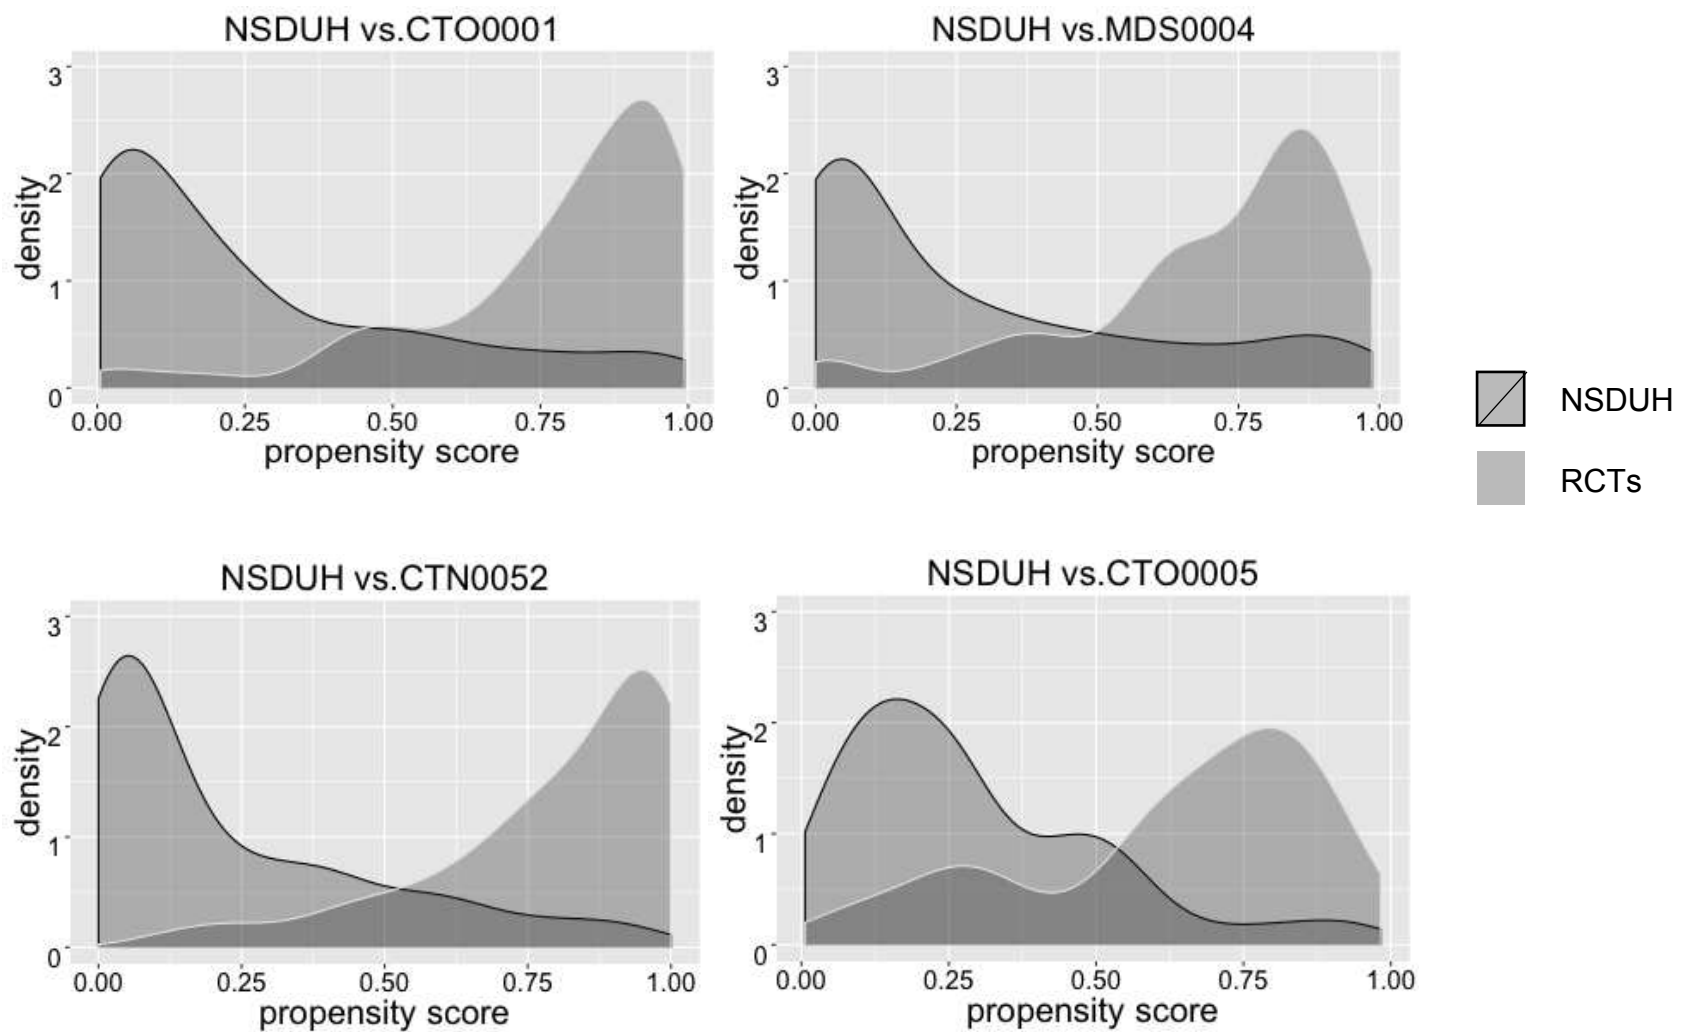 NSDUH vs.CTO0001
3
2
1
0
density
0.00 0.25 0.50 0.75 1.00
propensity score
NSDUH vs.MDS0004
3
2
1
0
density
0.00 0.25 0.50 0.75 1.00
propensity score
NSDUH
RCTs
NSDUH vs.CTN0052
3
2
1
0
density
0.00 0.25 0.50 0.75 1.00
propensity score
NSDUH vs.CTO0005
3
2
1
0
density
0.00 0.25 0.50 0.75 1.00
propensity score